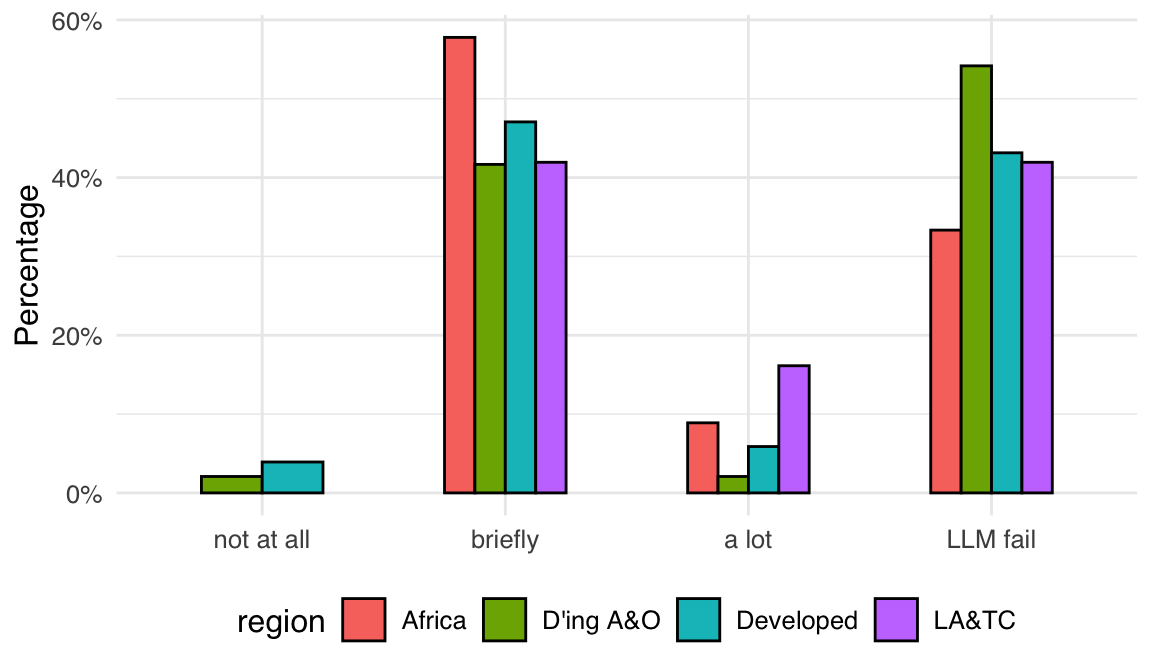 60%
40%
20%
0%
Percentage
not at all briefly a lot LLM fail
region Africa D'ing A&O Developed LA&TC